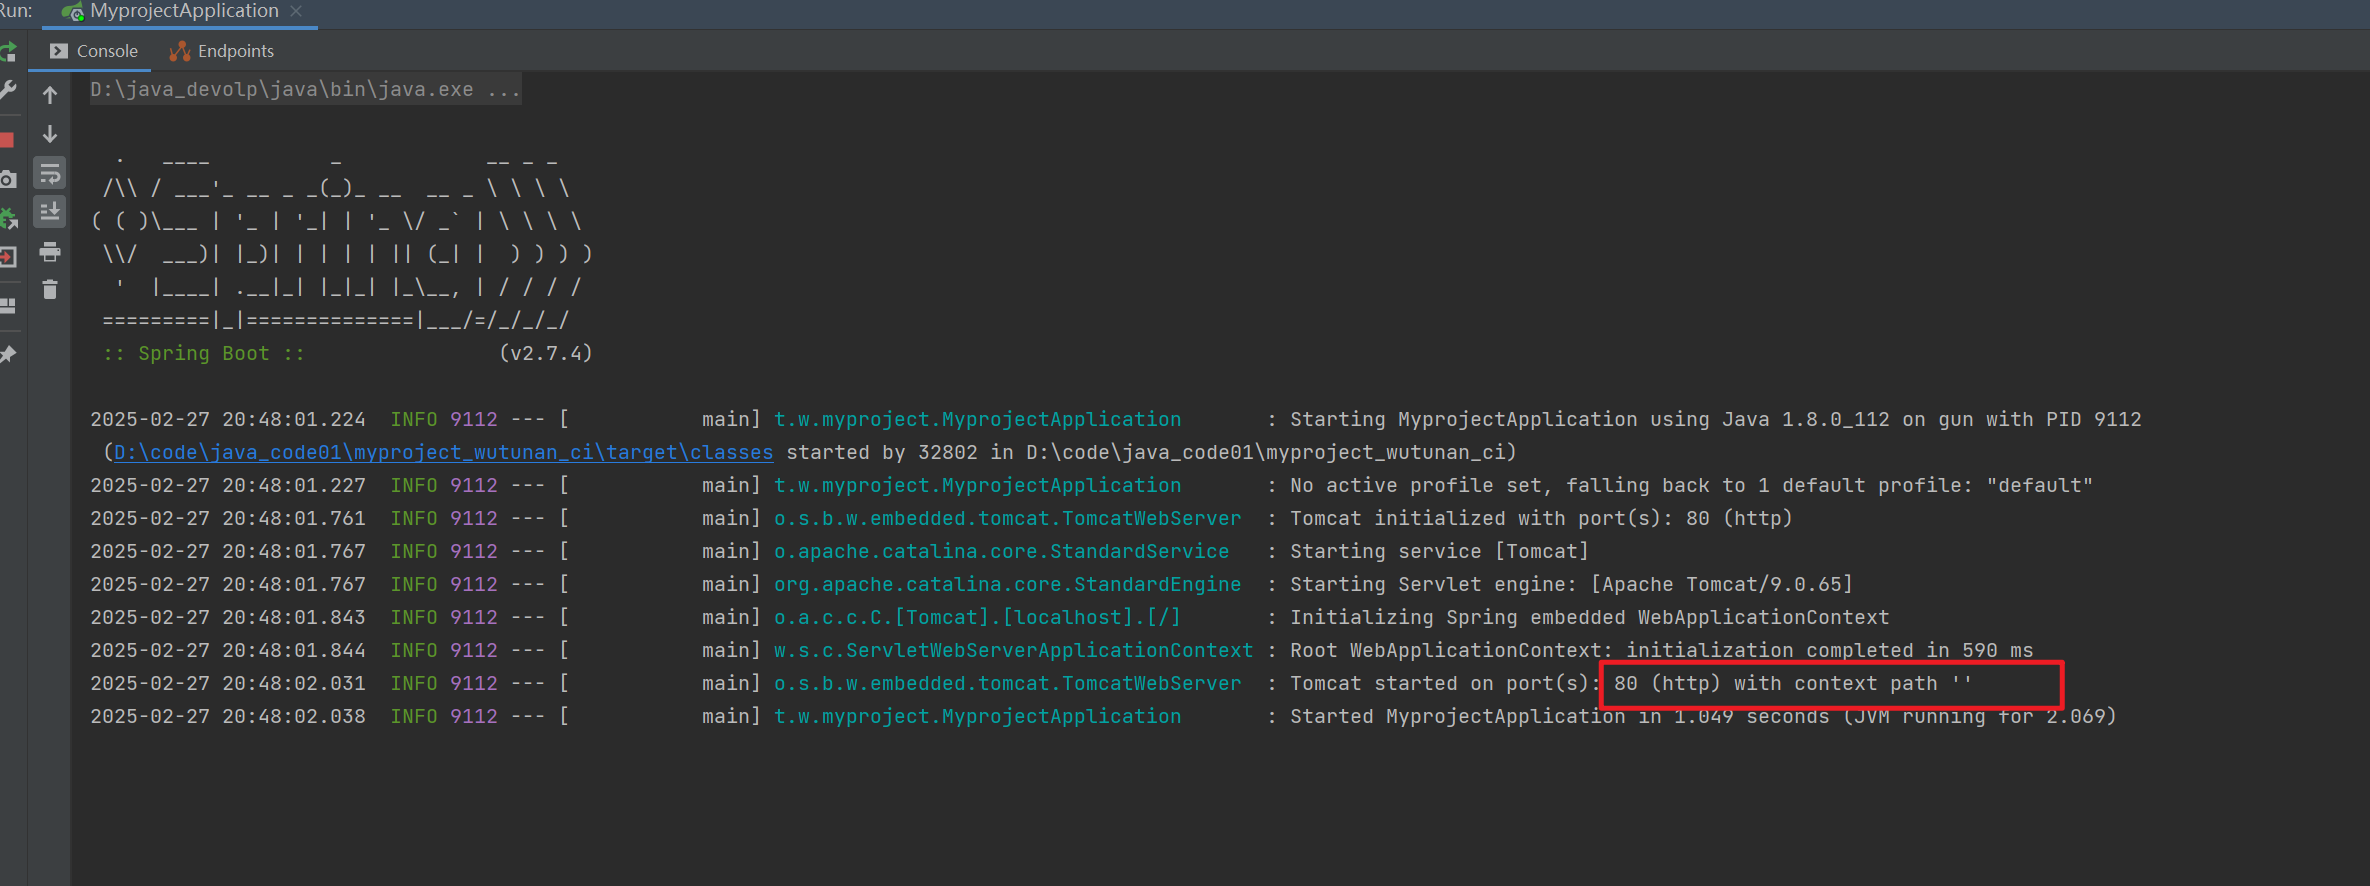 Run: MyprojectApplication ×
Console Endpoints
D:\java_devolp\java\bin\java.exe ...
  .   ____          _            __ _ _
 /\\ / ___'_ __ _ _(_)_ __  __ _ \ \ \ \
( ( )\___ | '_ | '_| | '_ \/ _` | \ \ \ \
 \\/  ___)| |_)| | | | | || (_| |  ) ) ) )
  '  |____| .__|_| |_|_| |_\__, | / / / /
 =========|_|==============|___/=/_/_/_/
 :: Spring Boot ::                (v2.7.4)
2025-02-27 20:48:01.224  INFO 9112 --- [           main] t.w.myproject.MyprojectApplication       : Starting MyprojectApplication using Java 1.8.0_112 on gun with PID 9112
 (D:\code\java_code01\myproject_wutunan_ci\target\classes started by 32802 in D:\code\java_code01\myproject_wutunan_ci)
2025-02-27 20:48:01.227  INFO 9112 --- [           main] t.w.myproject.MyprojectApplication       : No active profile set, falling back to 1 default profile: "default"
2025-02-27 20:48:01.761  INFO 9112 --- [           main] o.s.b.w.embedded.tomcat.TomcatWebServer  : Tomcat initialized with port(s): 80 (http)
2025-02-27 20:48:01.767  INFO 9112 --- [           main] o.apache.catalina.core.StandardService   : Starting service [Tomcat]
2025-02-27 20:48:01.767  INFO 9112 --- [           main] org.apache.catalina.core.StandardEngine  : Starting Servlet engine: [Apache Tomcat/9.0.65]
2025-02-27 20:48:01.843  INFO 9112 --- [           main] o.a.c.c.C.[Tomcat].[localhost].[/]       : Initializing Spring embedded WebApplicationContext
2025-02-27 20:48:01.844  INFO 9112 --- [           main] w.s.c.ServletWebServerApplicationContext : Root WebApplicationContext: initialization completed in 590 ms
2025-02-27 20:48:02.031  INFO 9112 --- [           main] o.s.b.w.embedded.tomcat.TomcatWebServer  : Tomcat started on port(s): 80 (http) with context path ''
2025-02-27 20:48:02.038  INFO 9112 --- [           main] t.w.myproject.MyprojectApplication       : Started MyprojectApplication in 1.049 seconds (JVM running for 2.069)